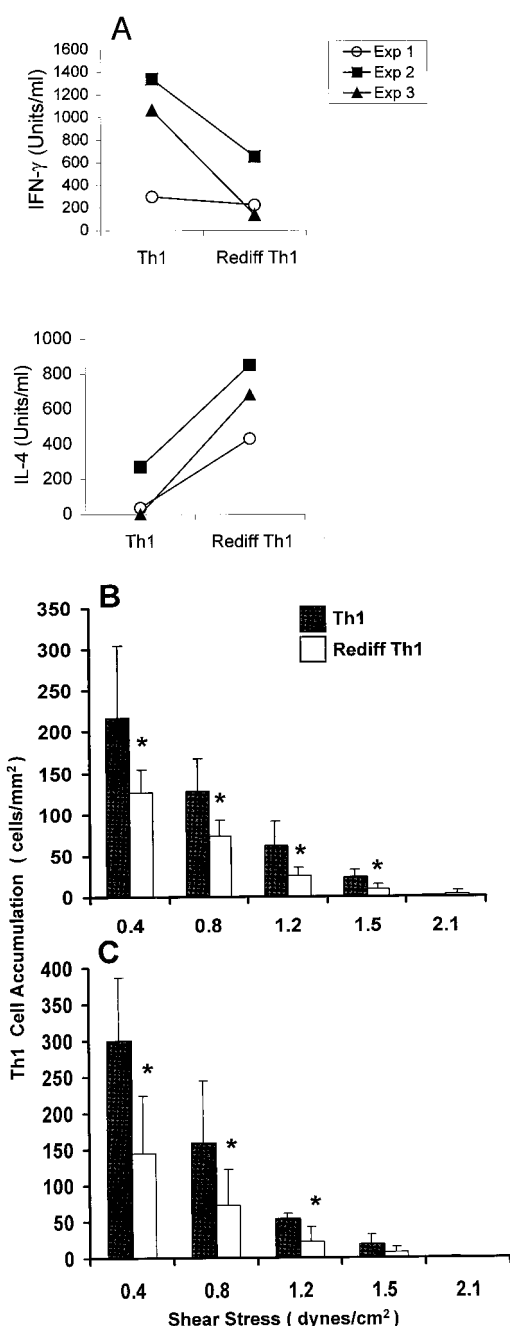 A
Exp 1
Exp 2
Exp 3
IFN-γ (Units/ml)
1600
1400
1200
1000
800
600
400
200
0
Th1 Rediff Th1
IL-4 (Units/ml)
1000
800
600
400
200
0
Th1 Rediff Th1
B
Th1
Rediff Th1
350
300
250
200
150
100
50
0
* * * *
0.4 0.8 1.2 1.5 2.1
Th1 Cell Accumulation ( cells/mm²)
C
400
350
300
250
200
150
100
50
0
* * *
0.4 0.8 1.2 1.5 2.1
Shear Stress ( dynes/cm²)